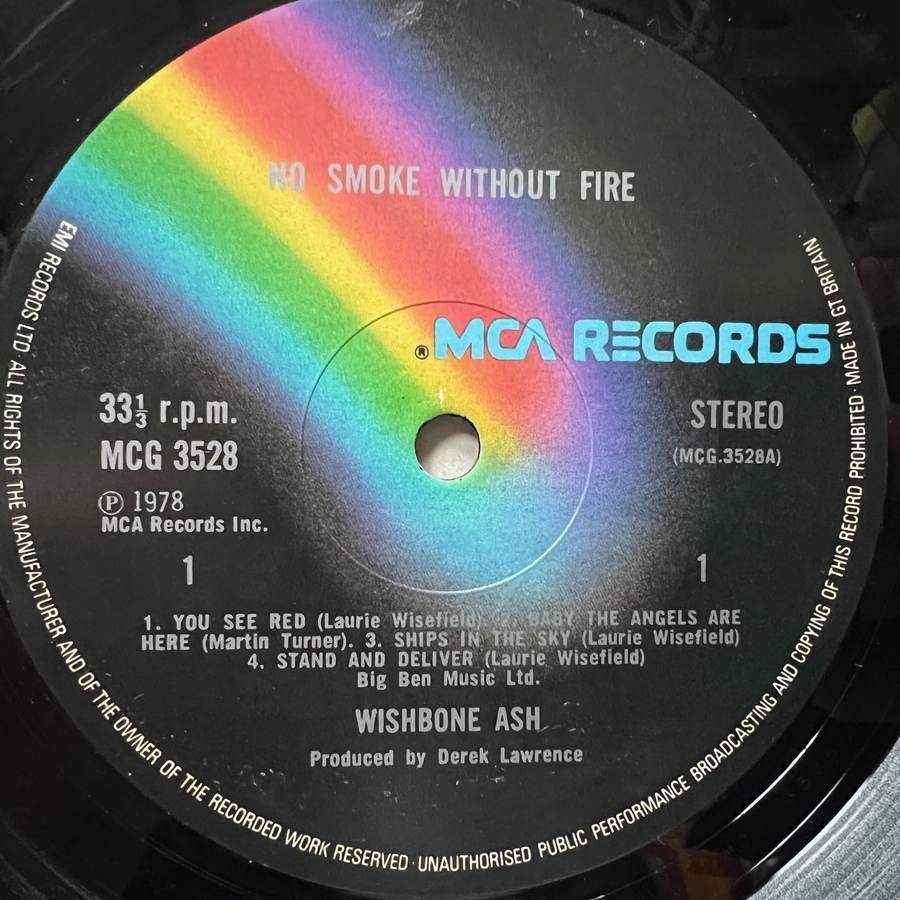 NO SMOKE WITHOUT FIRE
® MCA RECORDS
33⅓ r.p.m.
MCG 3528
℗ 1978
MCA Records Inc.
STEREO
(MCG.3528A)
1
1
1. YOU SEE RED (Laurie Wisefield). 2. BABY THE ANGELS ARE
HERE (Martin Turner). 3. SHIPS IN THE SKY (Laurie Wisefield)
4. STAND AND DELIVER (Laurie Wisefield)
Big Ben Music Ltd.
WISHBONE ASH
Produced by Derek Lawrence
EMI RECORDS LTD · ALL RIGHTS OF THE MANUFACTURER AND OF THE OWNER OF THE RECORDED WORK RESERVED · UNAUTHORISED PUBLIC PERFORMANCE BROADCASTING AND COPYING OF THIS RECORD PROHIBITED · MADE IN GT BRITAIN